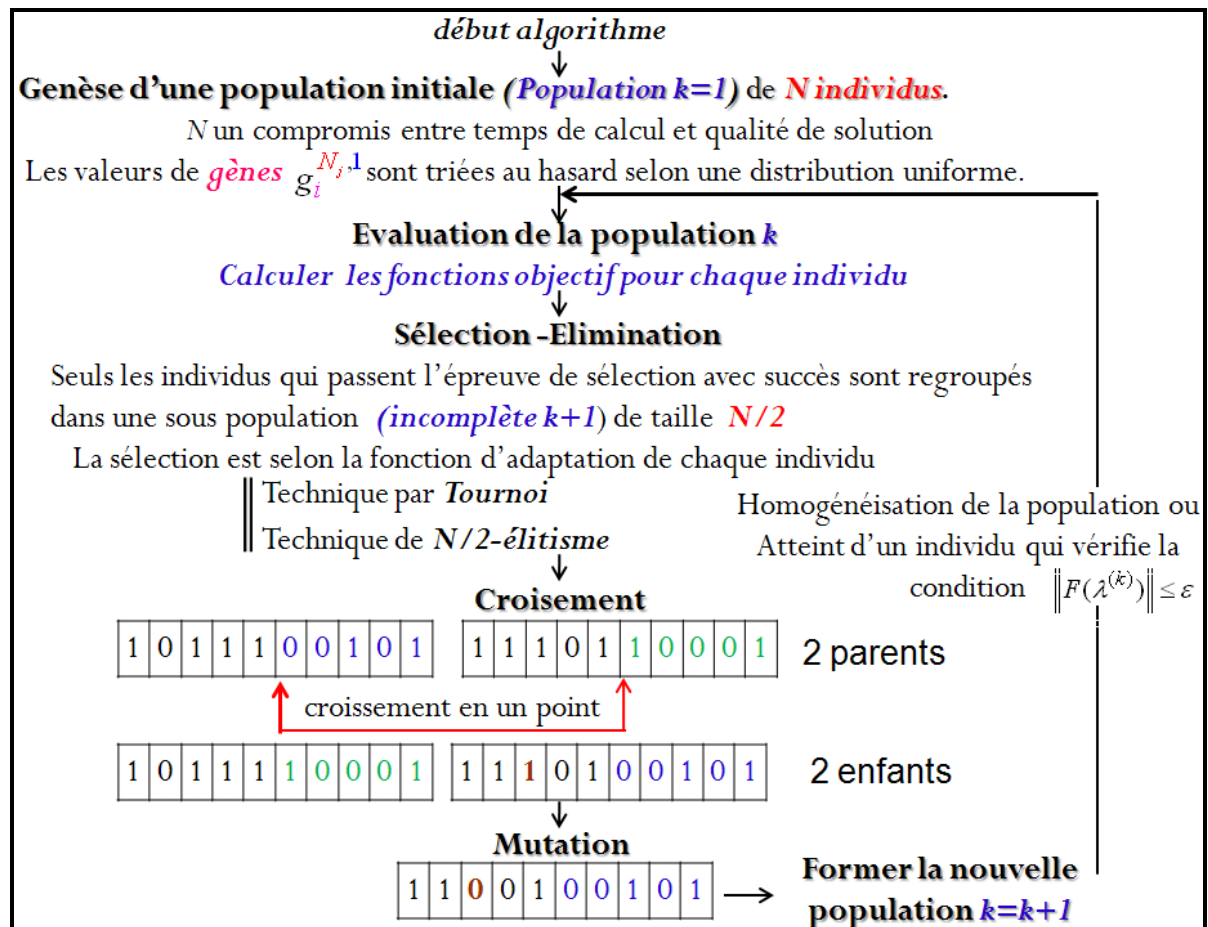 début algorithme
Genèse d'une population initiale (Population k=1) de N individus.
N un compromis entre temps de calcul et qualité de solution
Les valeurs de gènes g_i^{N_j,1} sont triées au hasard selon une distribution uniforme.
Evaluation de la population k
Calculer les fonctions objectif pour chaque individu
Sélection -Elimination
Seuls les individus qui passent l'épreuve de sélection avec succès sont regroupés
dans une sous population (incomplète k+1) de taille N/2
La sélection est selon la fonction d'adaptation de chaque individu
Technique par Tournoi
Technique de N/2-élitisme
Homogénéisation de la population ou
Atteint d'un individu qui vérifie la
condition ‖F(λ^(k))‖ ≤ ε
Croisement
1 0 1 1 1 0 0 1 0 1 1 1 1 0 1 1 0 0 0 1 2 parents
croissement en un point
1 0 1 1 1 1 0 0 0 1 1 1 1 0 1 0 0 1 0 1 2 enfants
Mutation
1 1 0 0 1 0 0 1 0 1
Former la nouvelle
population k=k+1